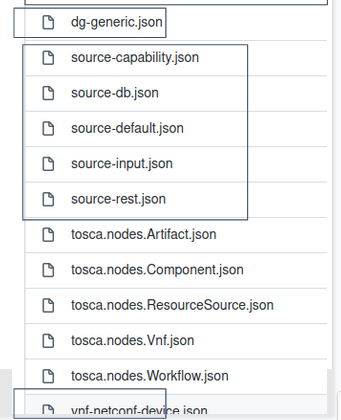 dg-generic.json
source-capability.json
source-db.json
source-default.json
source-input.json
source-rest.json
tosca.nodes.Artifact.json
tosca.nodes.Component.json
tosca.nodes.ResourceSource.json
tosca.nodes.Vnf.json
tosca.nodes.Workflow.json
vnf-netconf-device.json